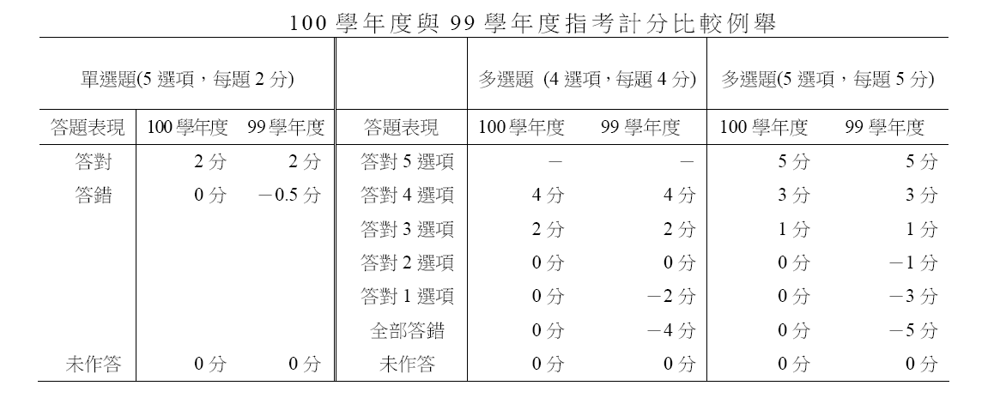 100 學年度與 99 學年度指考計分比較例舉
單選題(5 選項，每題 2 分) 多選題 (4 選項，每題 4 分) 多選題(5 選項，每題 5 分)
答題表現 100 學年度 99 學年度 答題表現 100 學年度 99 學年度 100 學年度 99 學年度
答對 2 分 2 分 答對 5 選項 － － 5 分 5 分
答錯 0 分 －0.5 分 答對 4 選項 4 分 4 分 3 分 3 分
答對 3 選項 2 分 2 分 1 分 1 分
答對 2 選項 0 分 0 分 0 分 －1 分
答對 1 選項 0 分 －2 分 0 分 －3 分
全部答錯 0 分 －4 分 0 分 －5 分
未作答 0 分 0 分 未作答 0 分 0 分 0 分 0 分